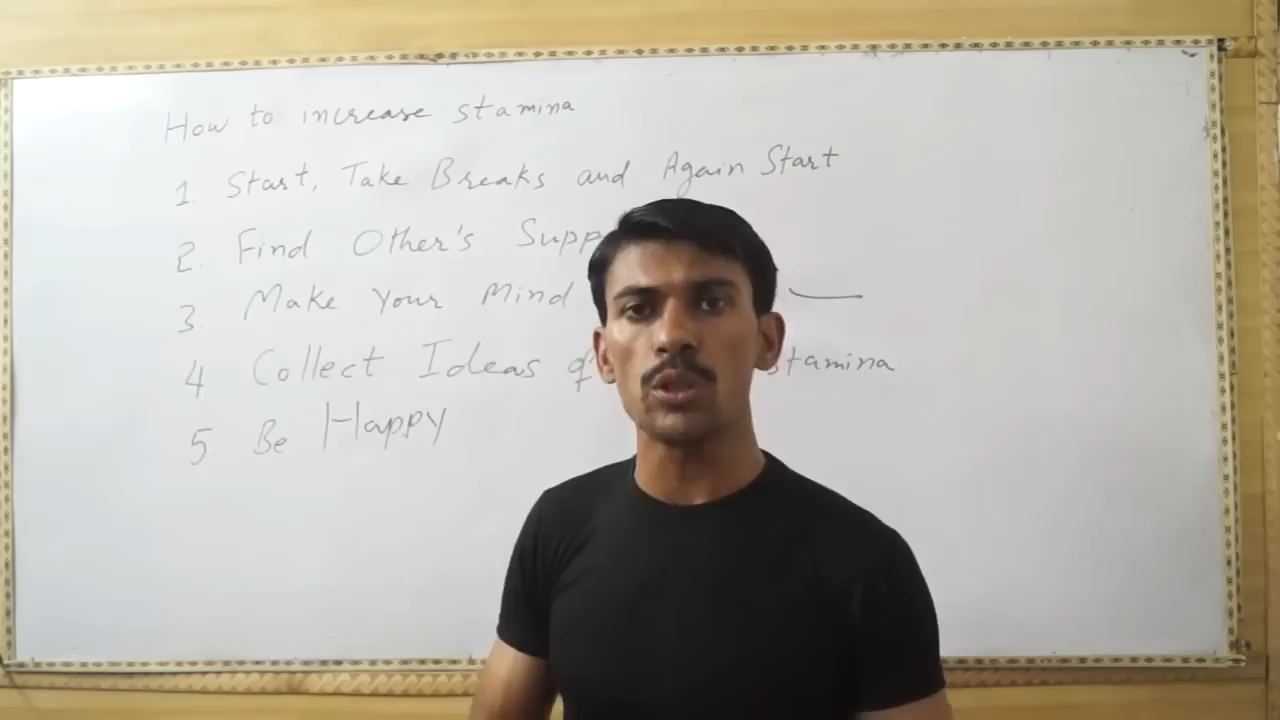 How to increase stamina
1. Start, Take Breaks and Again Start
2. Find Other's
3. Make Your Mind
4 Collect Ideas stamina
5 Be Happy